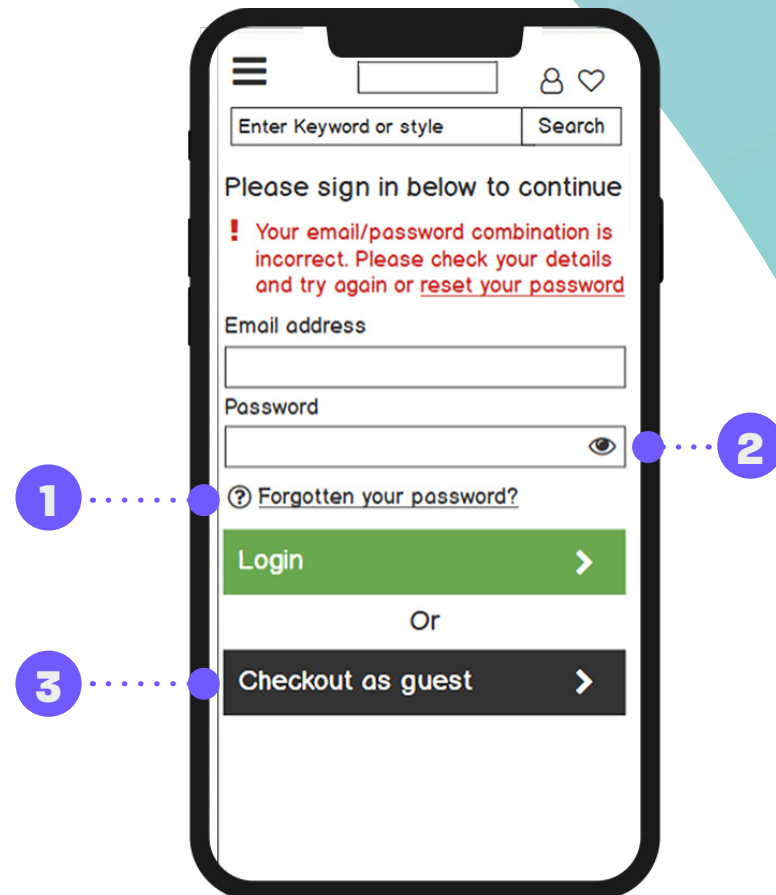 Enter Keyword or style
Search
Please sign in below to continue
! Your email/password combination is
incorrect. Please check your details
and try again or reset your password
Email address
Password
2
1
? Forgotten your password?
Login
Or
3
Checkout as guest